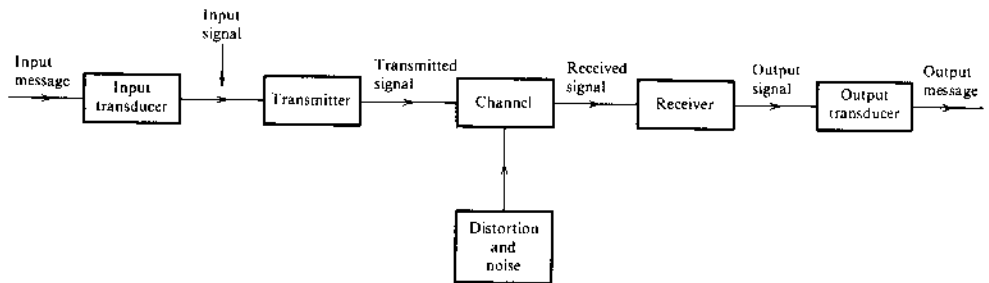 Input
signal
Input
message
Input
transducer
Transmitter
Transmitted
signal
Channel
Received
signal
Receiver
Output
signal
Output
transducer
Output
message
Distortion
and
noise